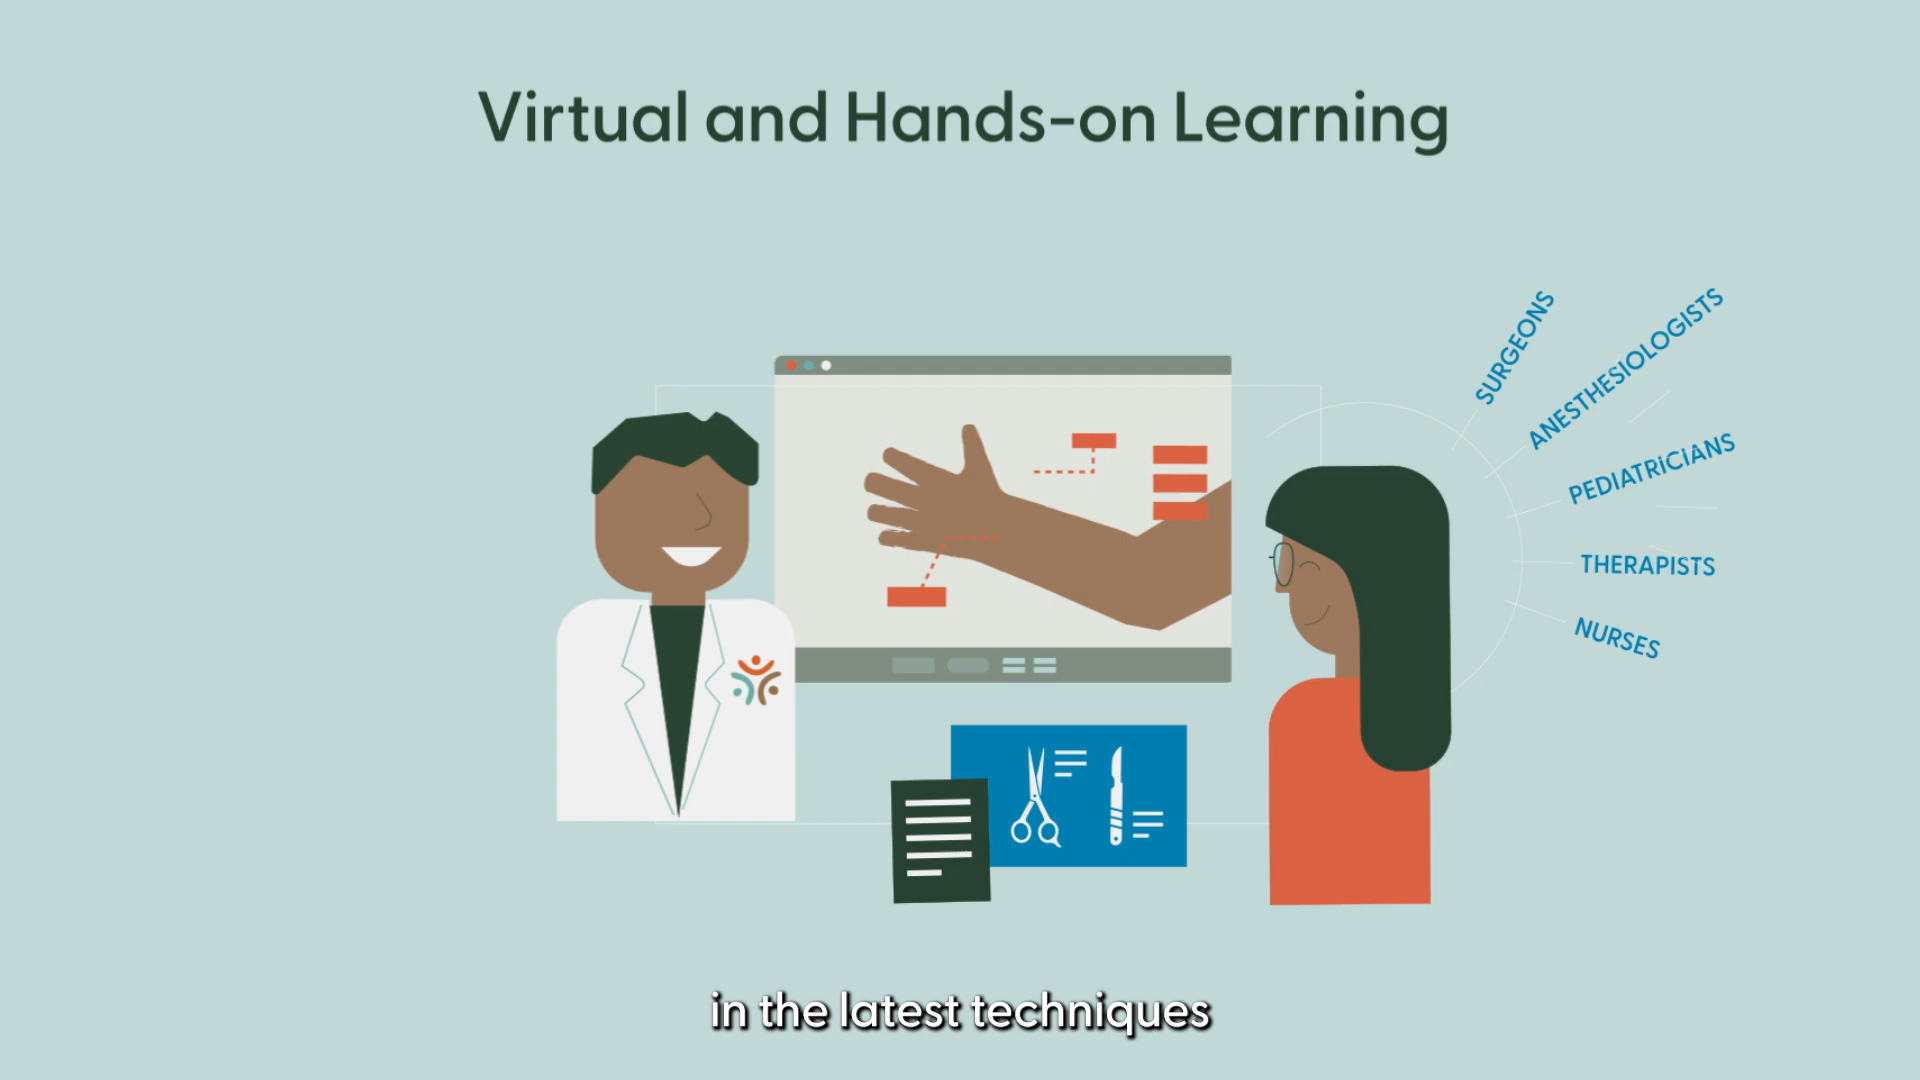 Virtual and Hands-on Learning
SURGEONS
ANESTHESIOLOGISTS
PEDIATRiCiANS
THERAPISTS
NURSES
in the latest techniques